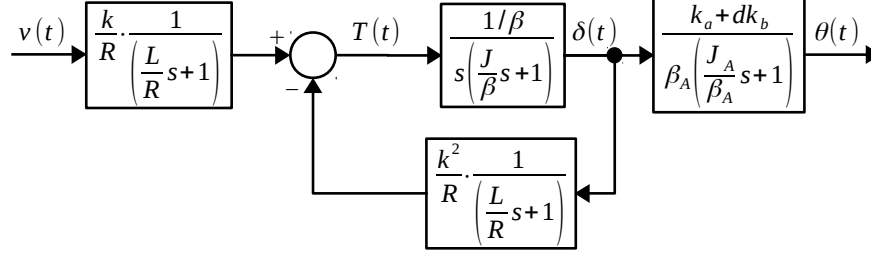 v(t)
k/R · 1/(L/R s+1)
+
−
T(t)
1/β / s(J/β s+1)
δ(t)
k_a+dk_b / β_A(J_A/β_A s+1)
θ(t)
k²/R · 1/(L/R s+1)